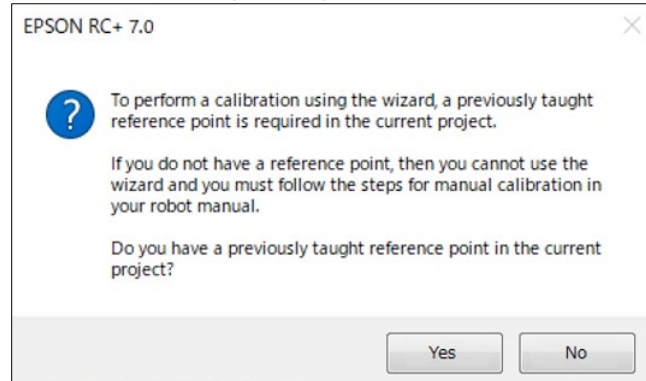 EPSON RC+ 7.0
To perform a calibration using the wizard, a previously taught
reference point is required in the current project.
If you do not have a reference point, then you cannot use the
wizard and you must follow the steps for manual calibration in
your robot manual.
Do you have a previously taught reference point in the current
project?
Yes
No